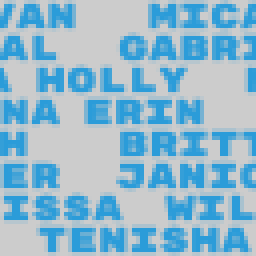 VAN MICA
AL GABRI
A HOLLY
NA ERIN
H BRITT
ER JANIC
ISSA WIL
TENISHA